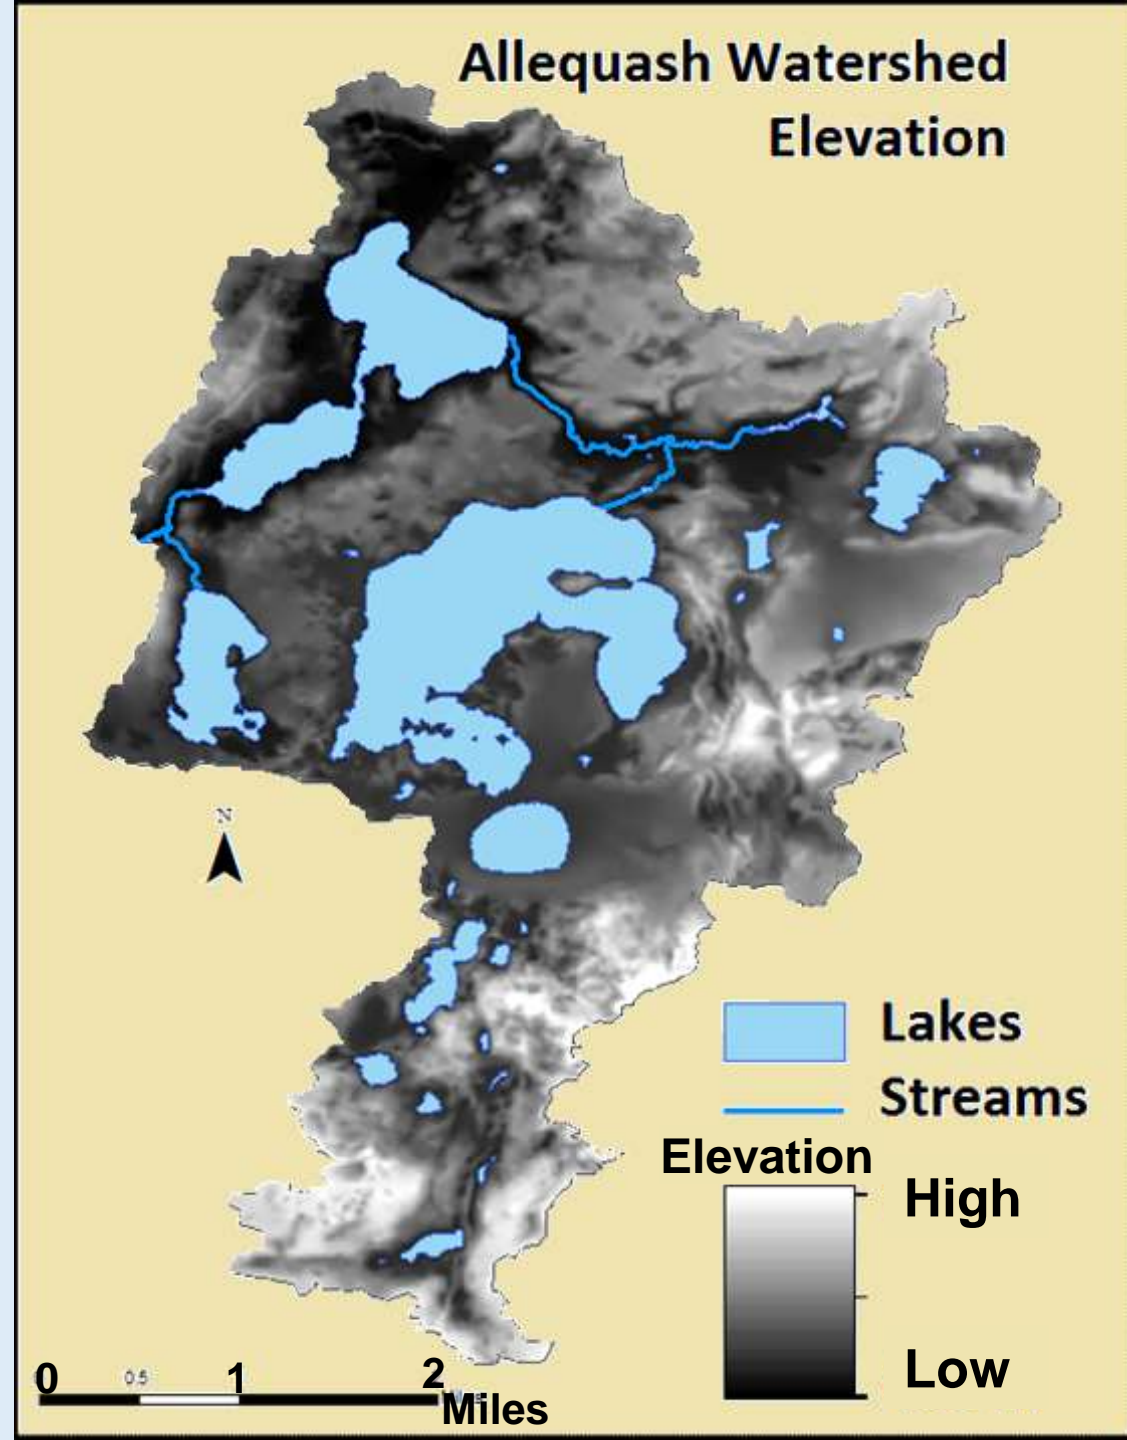 Allequash Watershed
Elevation
N
Lakes
Streams
Elevation
High
Low
0 0.5 1 2
Miles